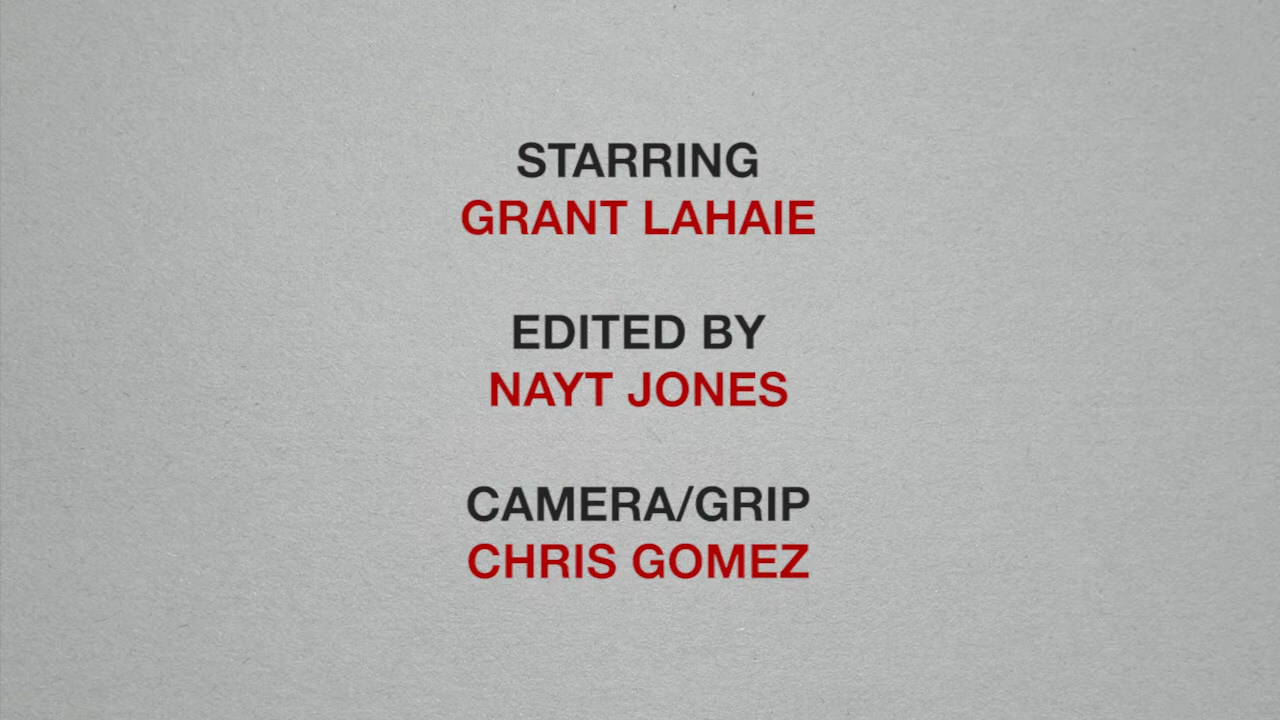 STARRING
GRANT LAHAIE
EDITED BY
NAYT JONES
CAMERA/GRIP
CHRIS GOMEZ